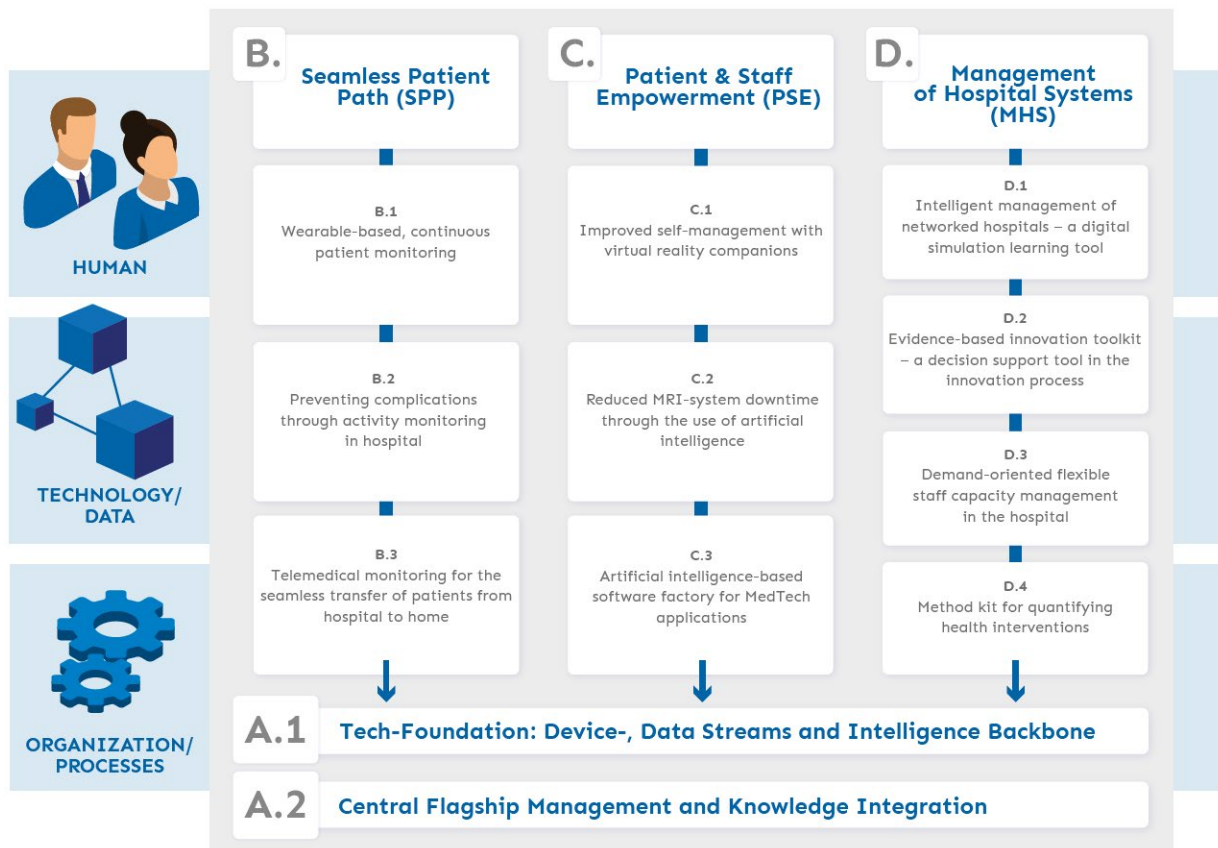 B.
Seamless Patient
Path (SPP)
B.1
Wearable-based, continuous
patient monitoring
B.2
Preventing complications
through activity monitoring
in hospital
B.3
Telemedical monitoring for the
seamless transfer of patients from
hospital to home
C.
Patient & Staff
Empowerment (PSE)
C.1
Improved self-management with
virtual reality companions
C.2
Reduced MRI-system downtime
through the use of artificial
intelligence
C.3
Artificial intelligence-based
software factory for MedTech
applications
D.
Management
of Hospital Systems
(MHS)
D.1
Intelligent management of
networked hospitals – a digital
simulation learning tool
D.2
Evidence-based innovation toolkit
– a decision support tool in the
innovation process
D.3
Demand-oriented flexible
staff capacity management
in the hospital
D.4
Method kit for quantifying
health interventions
HUMAN
TECHNOLOGY/
DATA
ORGANIZATION/
PROCESSES
A.1
Tech-Foundation: Device-, Data Streams and Intelligence Backbone
A.2
Central Flagship Management and Knowledge Integration